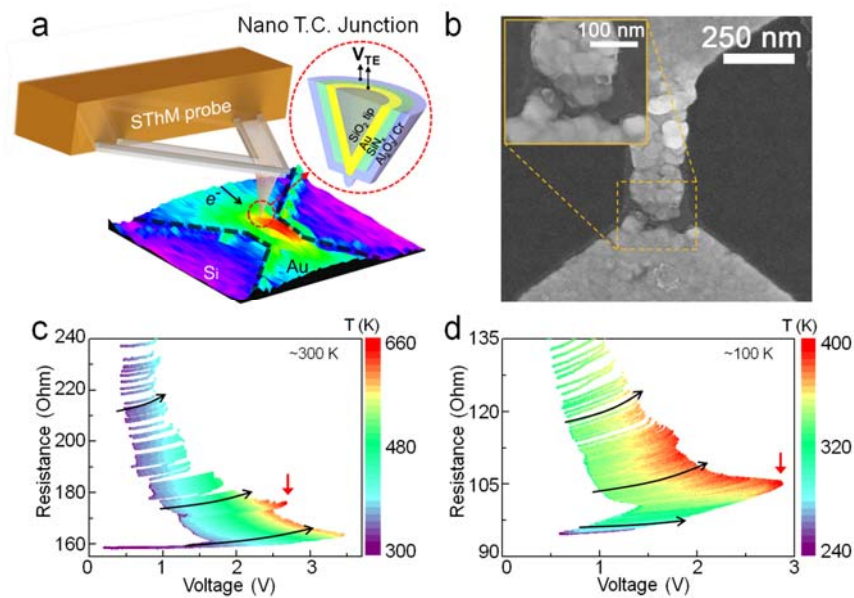 a
Nano T.C. Junction
V_TE
SThM probe
SiO₂ tip
Au
SiNₓ
Al₂O₃ / Cr
e⁻
Si
Au
b
100 nm
250 nm
c
T (K)
240
220
200
180
160
Resistance (Ohm)
~300 K
660
480
300
0
1
2
3
Voltage (V)
d
T (K)
135
120
105
90
Resistance (Ohm)
~100 K
400
320
240
0
1
2
3
Voltage (V)